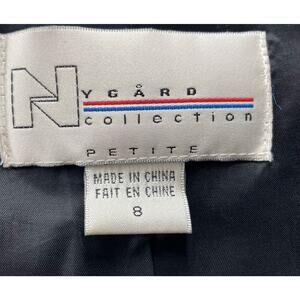 NYGÅRD
collection
PETITE
MADE IN CHINA
FAIT EN CHINE
8